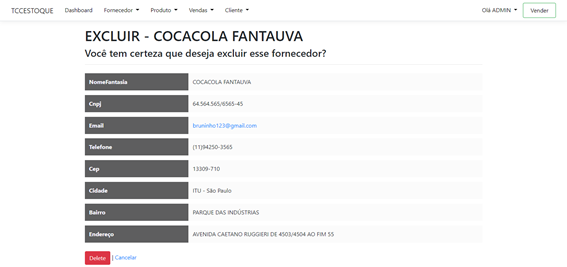 TCCESTOQUE Dashboard Fornecedor Produto Vendas Cliente Olá ADMIN Vender
EXCLUIR - COCACOLA FANTAUVA
Você tem certeza que deseja excluir esse fornecedor?
NomeFantasia COCACOLA FANTAUVA
Cnpj 64.564.565/6565-45
Email bruninho123@gmail.com
Telefone (11)94250-3565
Cep 13309-710
Cidade ITU - São Paulo
Bairro PARQUE DAS INDÚSTRIAS
Endereço AVENIDA CAETANO RUGGIERI DE 4503/4504 AO FIM 55
Delete | Cancelar